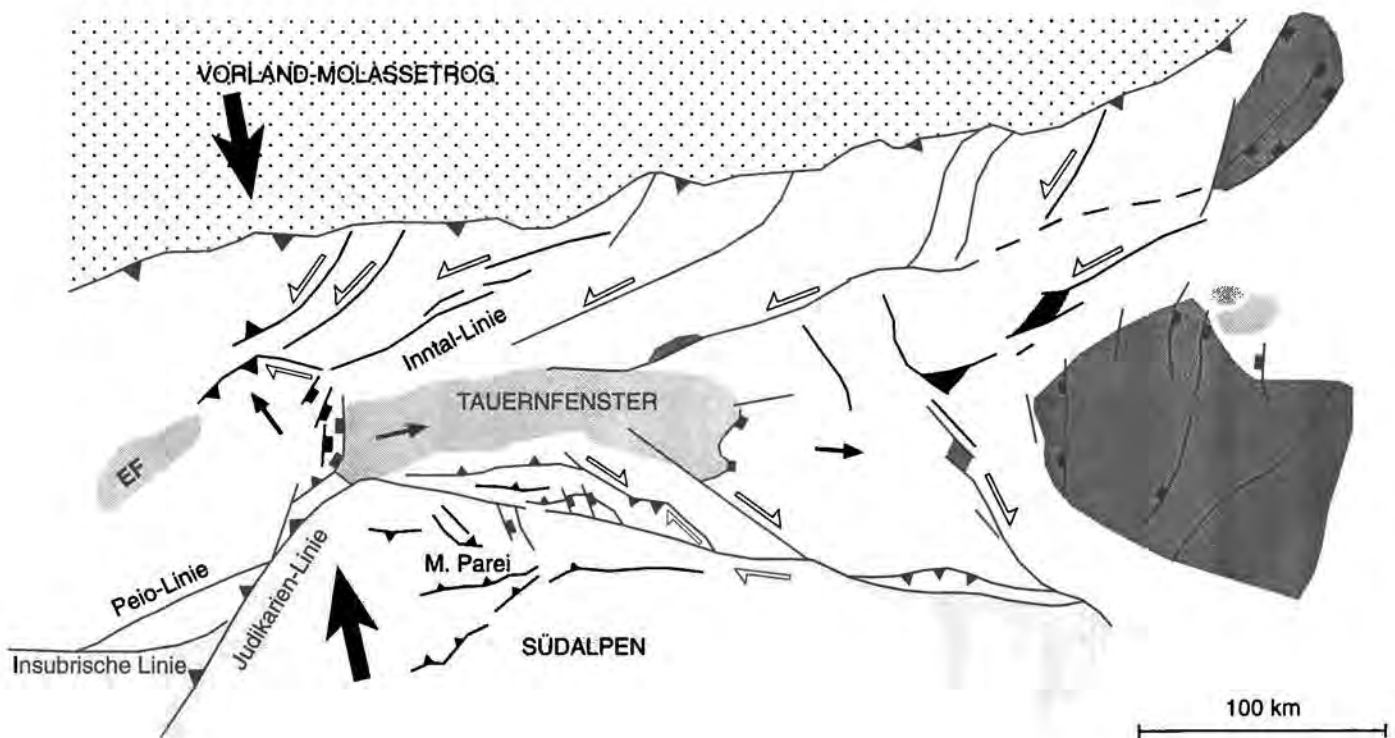 VORLAND-MOLASSETROG
Inntal-Linie
TAUERNFENSTER
EF
M. Parei
Peio-Linie
Judikarien-Linie
SÜDALPEN
Insubrische Linie
100 km